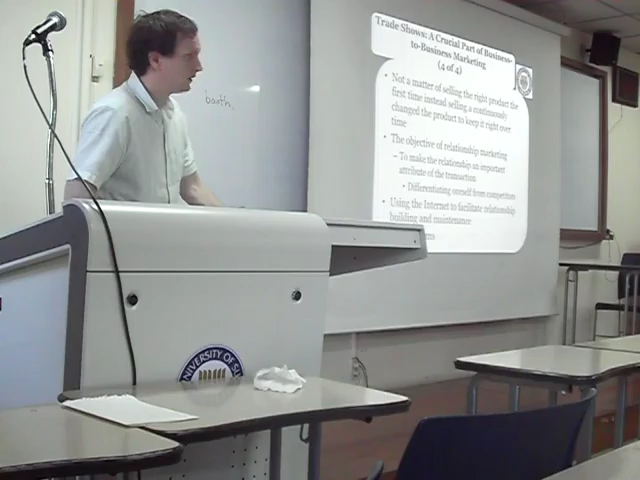 Trade Shows: A Crucial Part of Business-
to-Business Marketing
(4 of 4)
• Not a matter of selling the right product the
first time instead selling a continuously
changed the product to keep it right over
time
• The objective of relationship marketing
– To make the relationship an important
attribute of the transaction
• Differentiating oneself from competitors
• Using the Internet to facilitate relationship
building and maintenance
booth,
UNIVERSITY OF